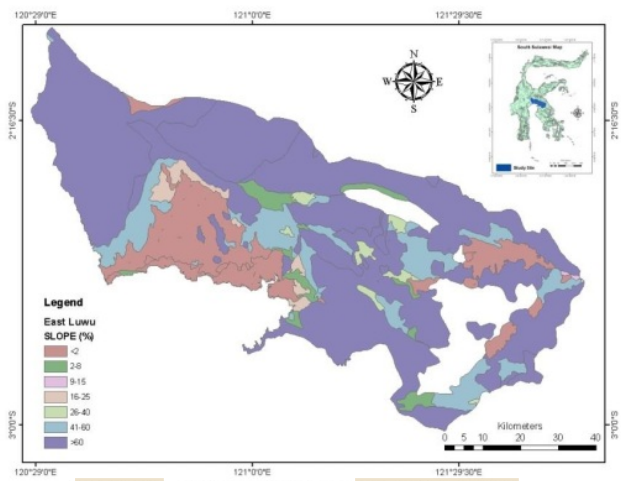 120°29'0"E
121°0'0"E
121°29'30"E
South Sulawesi Map
N
W E
S
2°16'30"S
2°16'30"S
Study Site
Legend
East Luwu
SLOPE (%)
<2
2-8
9-15
16-25
26-40
41-60
>60
Kilometers
0 5 10 20 30 40
3°0'0"S
3°0'0"S
120°29'0"E
121°0'0"E
121°29'30"E